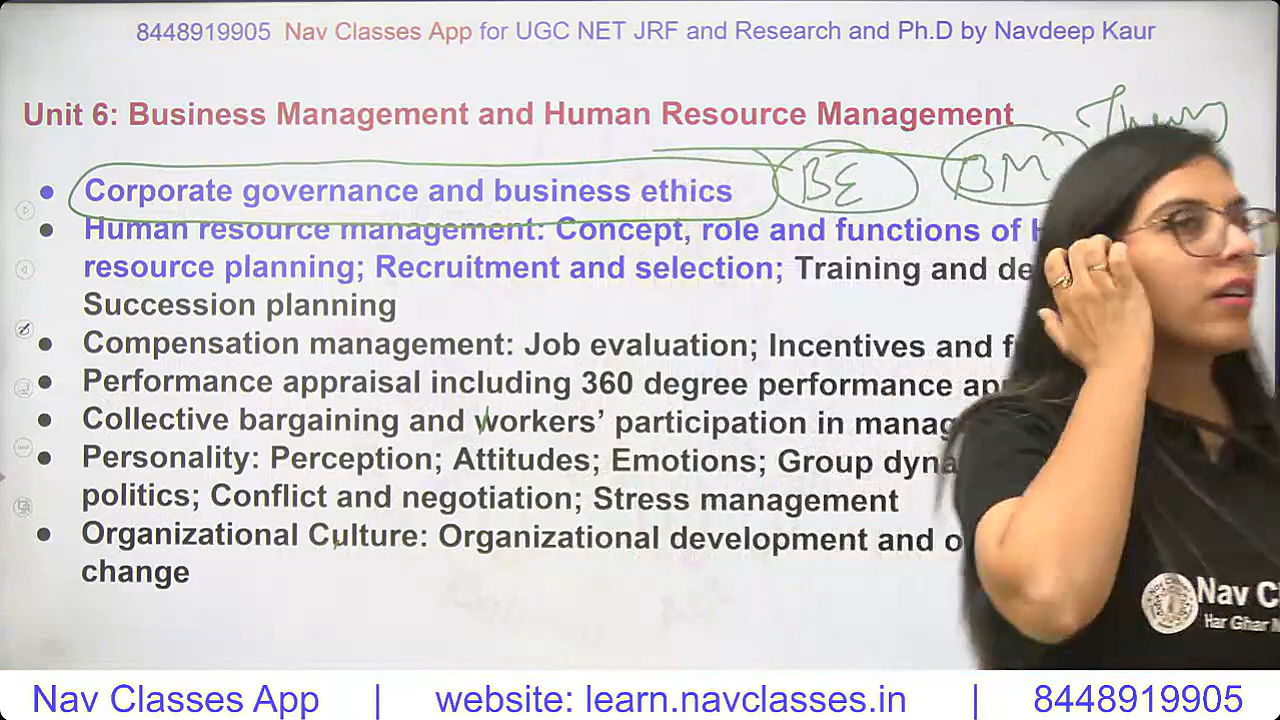 8448919905 Nav Classes App for UGC NET JRF and Research and Ph.D by Navdeep Kaur
Unit 6: Business Management and Human Resource Management
Theory
• Corporate governance and business ethics BE BM
• Human resource management: Concept, role and functions of
resource planning; Recruitment and selection; Training and de
Succession planning
• Compensation management: Job evaluation; Incentives and f
• Performance appraisal including 360 degree performance ap
• Collective bargaining and workers’ participation in manag
• Personality: Perception; Attitudes; Emotions; Group dyna
politics; Conflict and negotiation; Stress management
• Organizational Culture: Organizational development and o
change
Nav C
Har Ghar
Nav Classes App | website: learn.navclasses.in | 8448919905